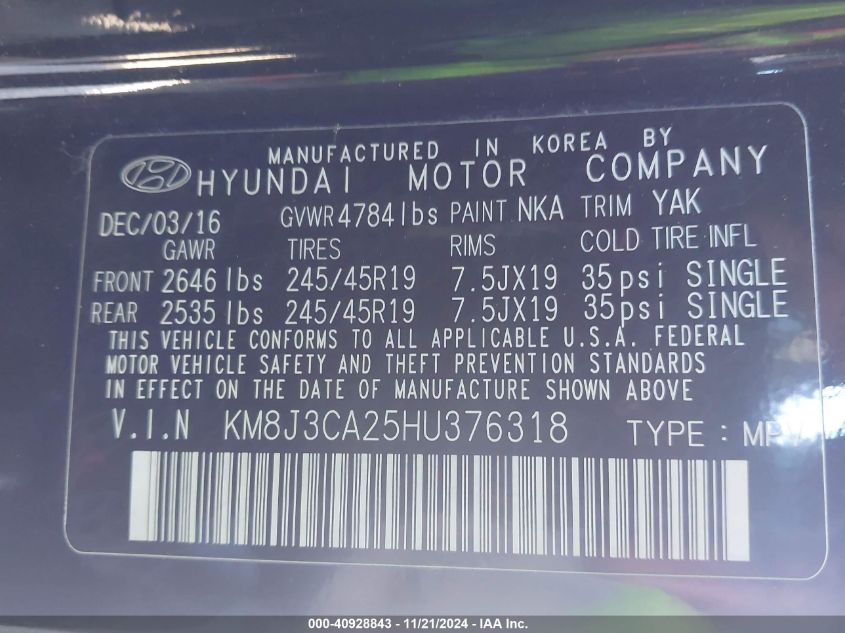 MANUFACTURED IN KOREA BY
HYUNDAI MOTOR COMPANY
DEC/03/16 GVWR 4784 lbs PAINT NKA TRIM YAK
GAWR TIRES RIMS COLD TIRE INFL
FRONT 2646 lbs 245/45R19 7.5JX19 35psi SINGLE
REAR 2535 lbs 245/45R19 7.5JX19 35psi SINGLE
THIS VEHICLE CONFORMS TO ALL APPLICABLE U.S.A. FEDERAL
MOTOR VEHICLE SAFETY AND THEFT PREVENTION STANDARDS
IN EFFECT ON THE DATE OF MANUFACTURE SHOWN ABOVE
V.I.N KM8J3CA25HU376318 TYPE : MPV
000-40928843 - 11/21/2024 - IAA Inc.